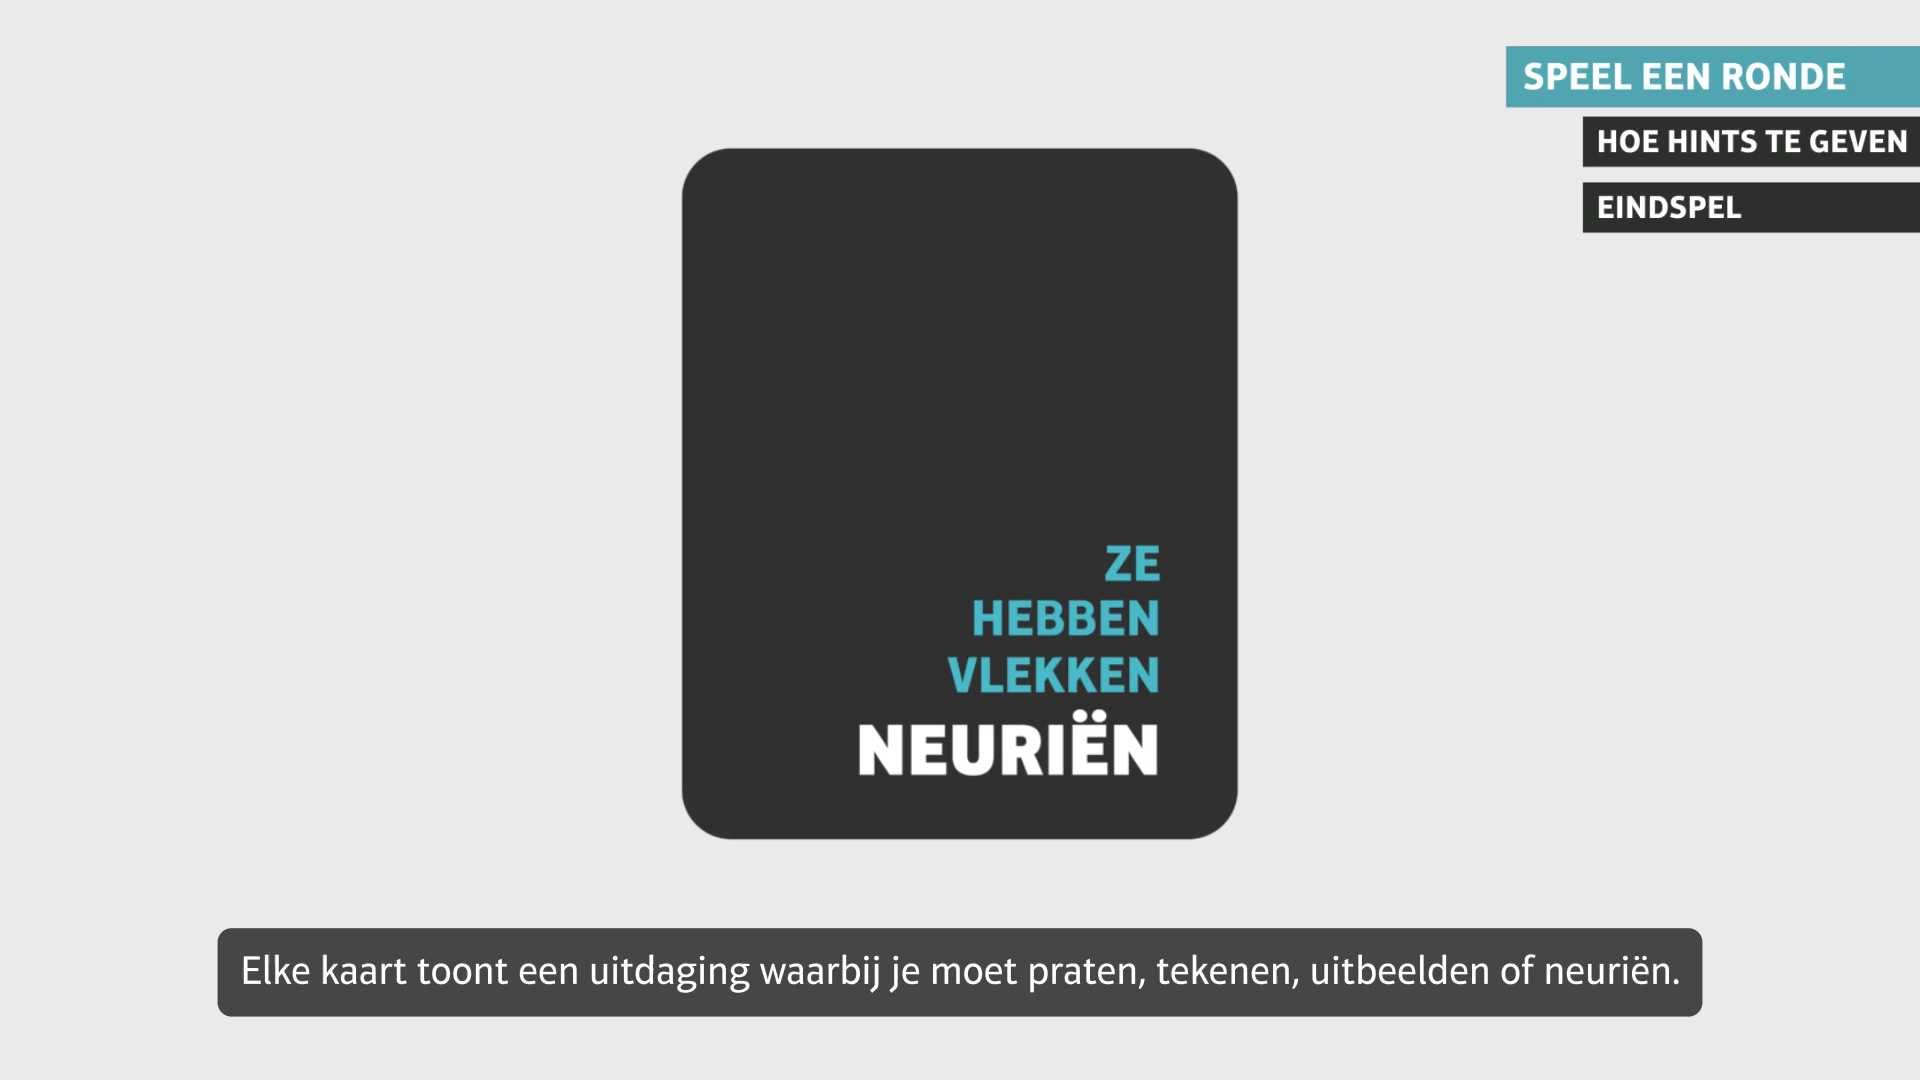 SPEEL EEN RONDE
HOE HINTS TE GEVEN
EINDSPEL
ZE
HEBBEN
VLEKKEN
NEURIËN
Elke kaart toont een uitdaging waarbij je moet praten, tekenen, uitbeelden of neuriën.